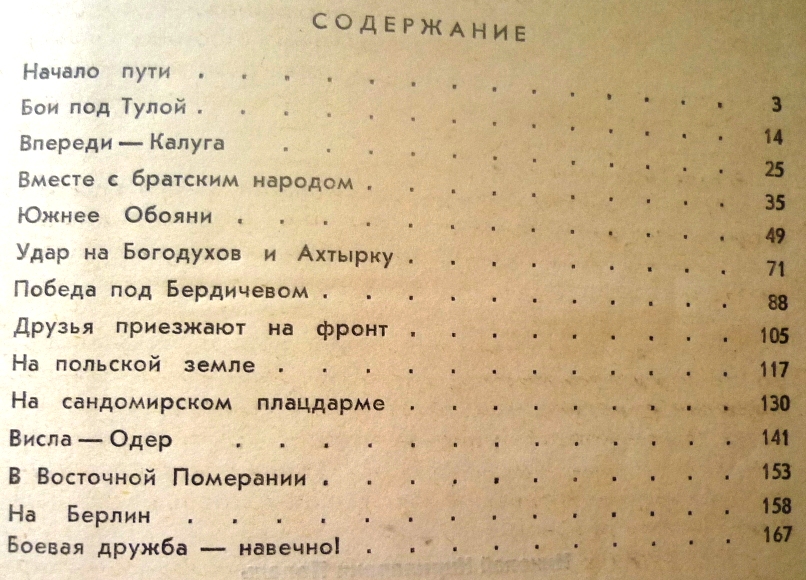 СОДЕРЖАНИЕ
Начало пути . . . . . . . . . . . . . 3
Бои под Тулой . . . . . . . . . . . . . 14
Впереди — Калуга . . . . . . . . . . . 25
Вместе с братским народом . . . . . . . . . 35
Южнее Обояни . . . . . . . . . . . . 49
Удар на Богодухов и Ахтырку . . . . . . . . 71
Победа под Бердичевом . . . . . . . . . . 88
Друзья приезжают на фронт . . . . . . . . 105
На польской земле . . . . . . . . . . . 117
На сандомирском плацдарме . . . . . . . . 130
Висла — Одер . . . . . . . . . . . . 141
В Восточной Померании . . . . . . . . . . 153
На Берлин . . . . . . . . . . . . . 158
Боевая дружба — навечно! . . . . . . . . . 167